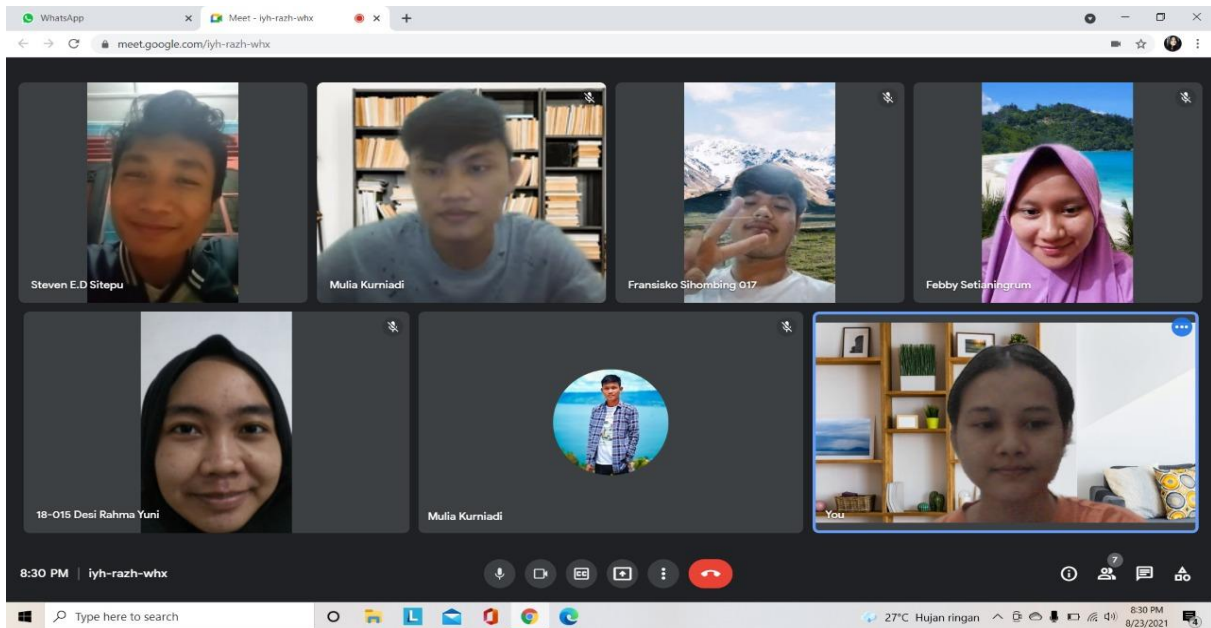 WhatsApp
Meet - iyh-razh-whx
meet.google.com/iyh-razh-whx
Steven E.D Sitepu
Mulia Kurniadi
Fransisko Sihombing 017
Febby Setianingrum
18-015 Desi Rahma Yuni
Mulia Kurniadi
You
8:30 PM | iyh-razh-whx
7
Type here to search
27°C Hujan ringan
8:30 PM
8/23/2021
4